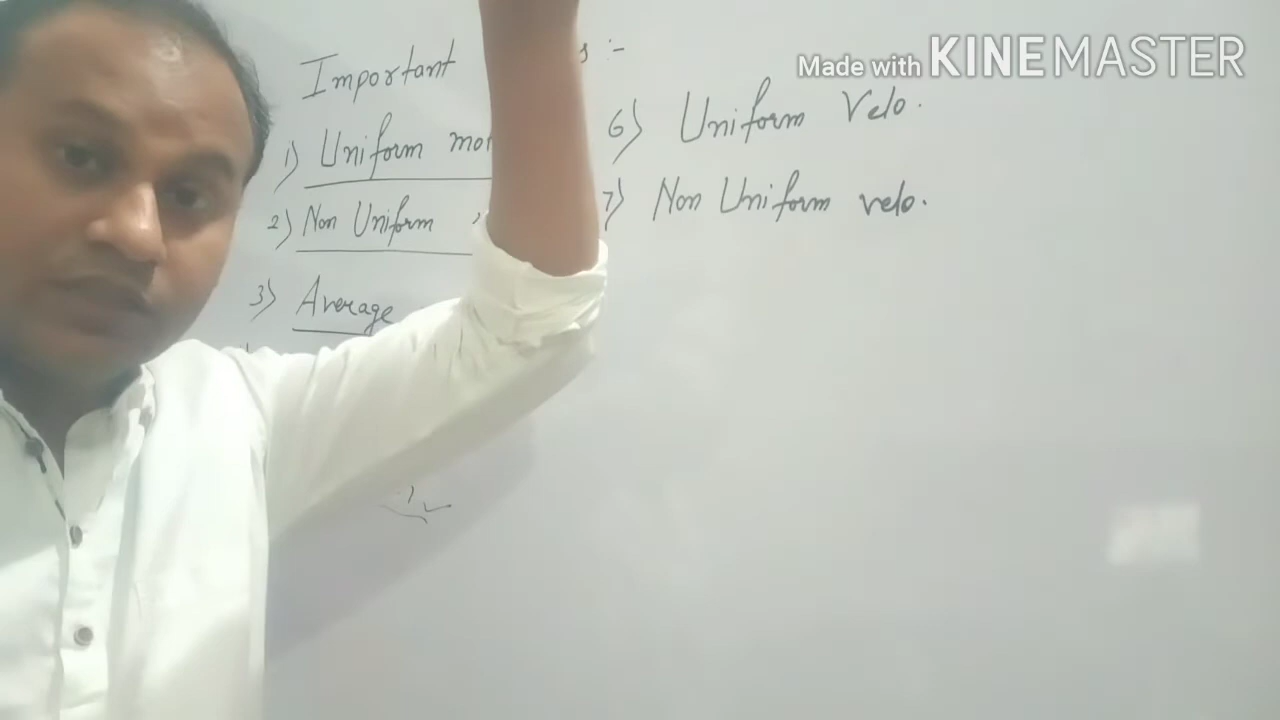 Made with KINEMASTER
Important
1) Uniform
2) Non Uniform
3) Average
6) Uniform Velo.
7) Non Uniform velo.